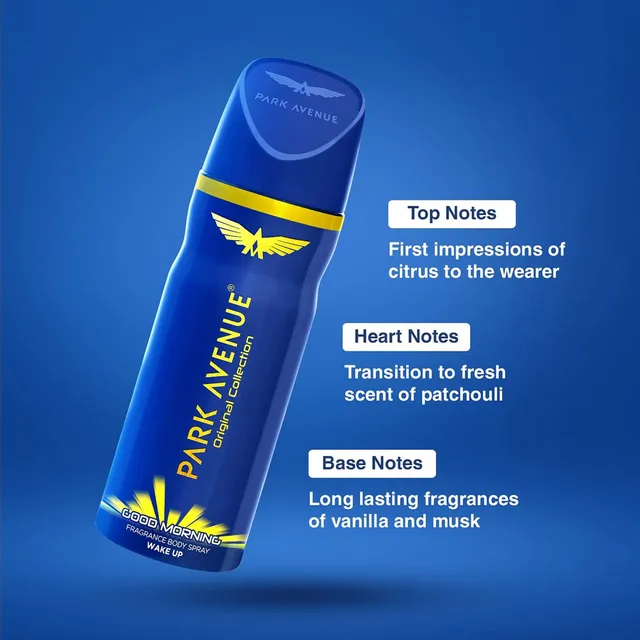 PARK AVENUE
PARK AVENUE®
Original Collection
GOOD MORNING
FRAGRANCE BODY SPRAY
WAKE UP
Top Notes
First impressions of
citrus to the wearer
Heart Notes
Transition to fresh
scent of patchouli
Base Notes
Long lasting fragrances
of vanilla and musk